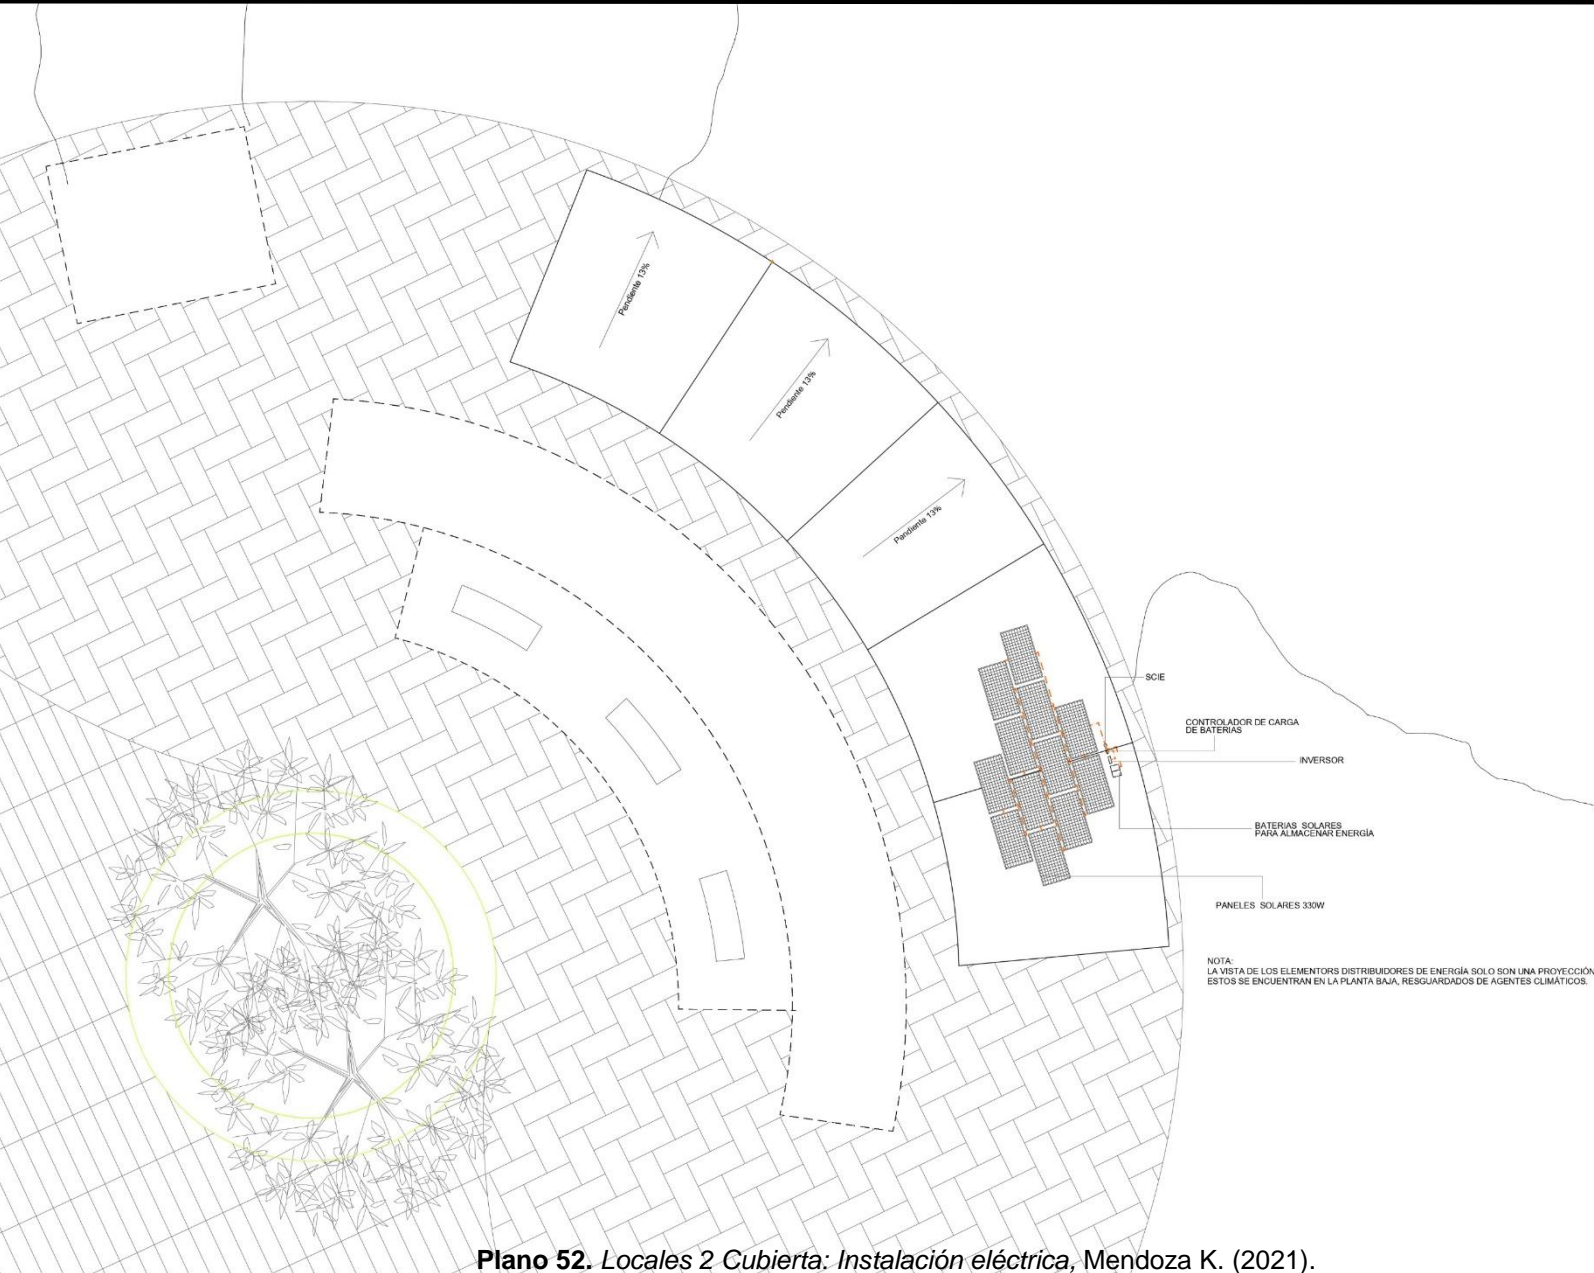 Pendiente 13%
Pendiente 13%
Pendiente 13%
SCIE
CONTROLADOR DE CARGA
DE BATERIAS
INVERSOR
BATERIAS SOLARES
PARA ALMACENAR ENERGÍA
PANELES SOLARES 330W
NOTA:
LA VISTA DE LOS ELEMENTORS DISTRIBUIDORES DE ENERGÍA SOLO SON UNA PROYECCIÓN
ESTOS SE ENCUENTRAN EN LA PLANTA BAJA, RESGUARDADOS DE AGENTES CLIMÁTICOS.
Plano 52. Locales 2 Cubierta: Instalación eléctrica, Mendoza K. (2021).